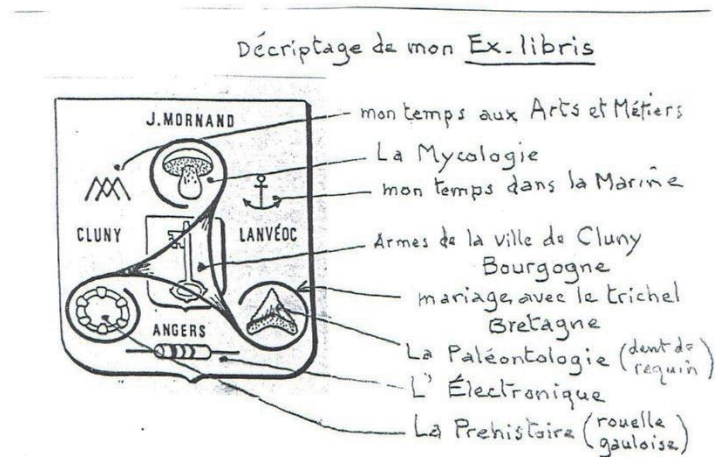 Décriptage de mon Ex-libris
J. MORNAND
mon temps aux Arts et Métiers
La Mycologie
mon temps dans la Marine
CLUNY
LANVÉOC
Armes de la ville de Cluny
Bourgogne
mariage avec le trichel
Bretagne
ANGERS
La Paléontologie (dent de
requin)
L'Électronique
La Prehistoire (rouelle
gauloise)